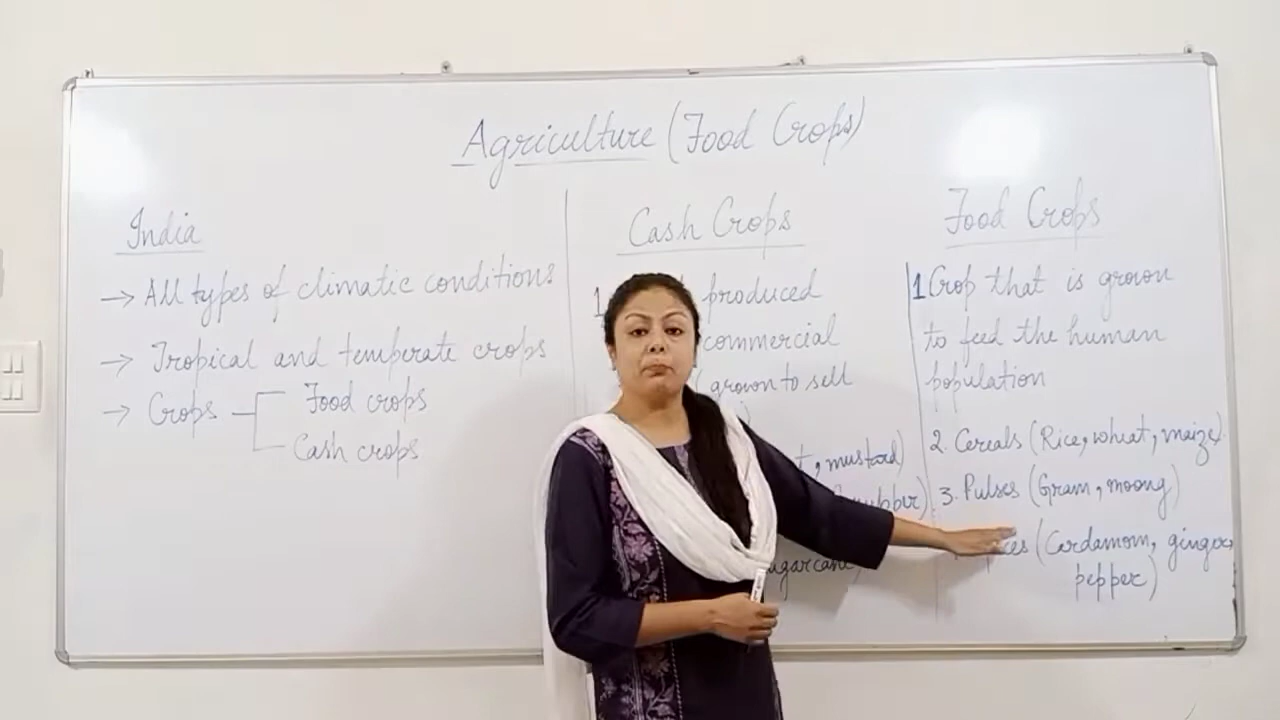 Agriculture (Food Crops)
India
→ All types of climatic conditions
→ Tropical and temperate crops
→ Crops
Food crops
Cash crops
Cash Crops
1
produced
commercial
(grown to sell
, mustard)
rubber)
Food Crops
1 Crop that is grown
to feed the human
population
2. Cereals (Rice, wheat, maize)
3. Pulses (Gram, moong)
(Cardamom, ginger,
pepper)